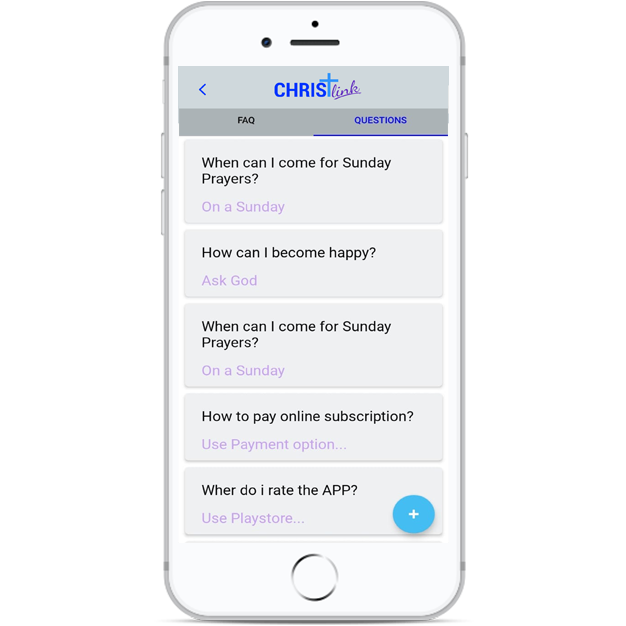 CHRISTlink
FAQ
QUESTIONS
When can I come for Sunday
Prayers?
On a Sunday
How can I become happy?
Ask God
When can I come for Sunday
Prayers?
On a Sunday
How to pay online subscription?
Use Payment option...
Wher do i rate the APP?
Use Playstore...
+